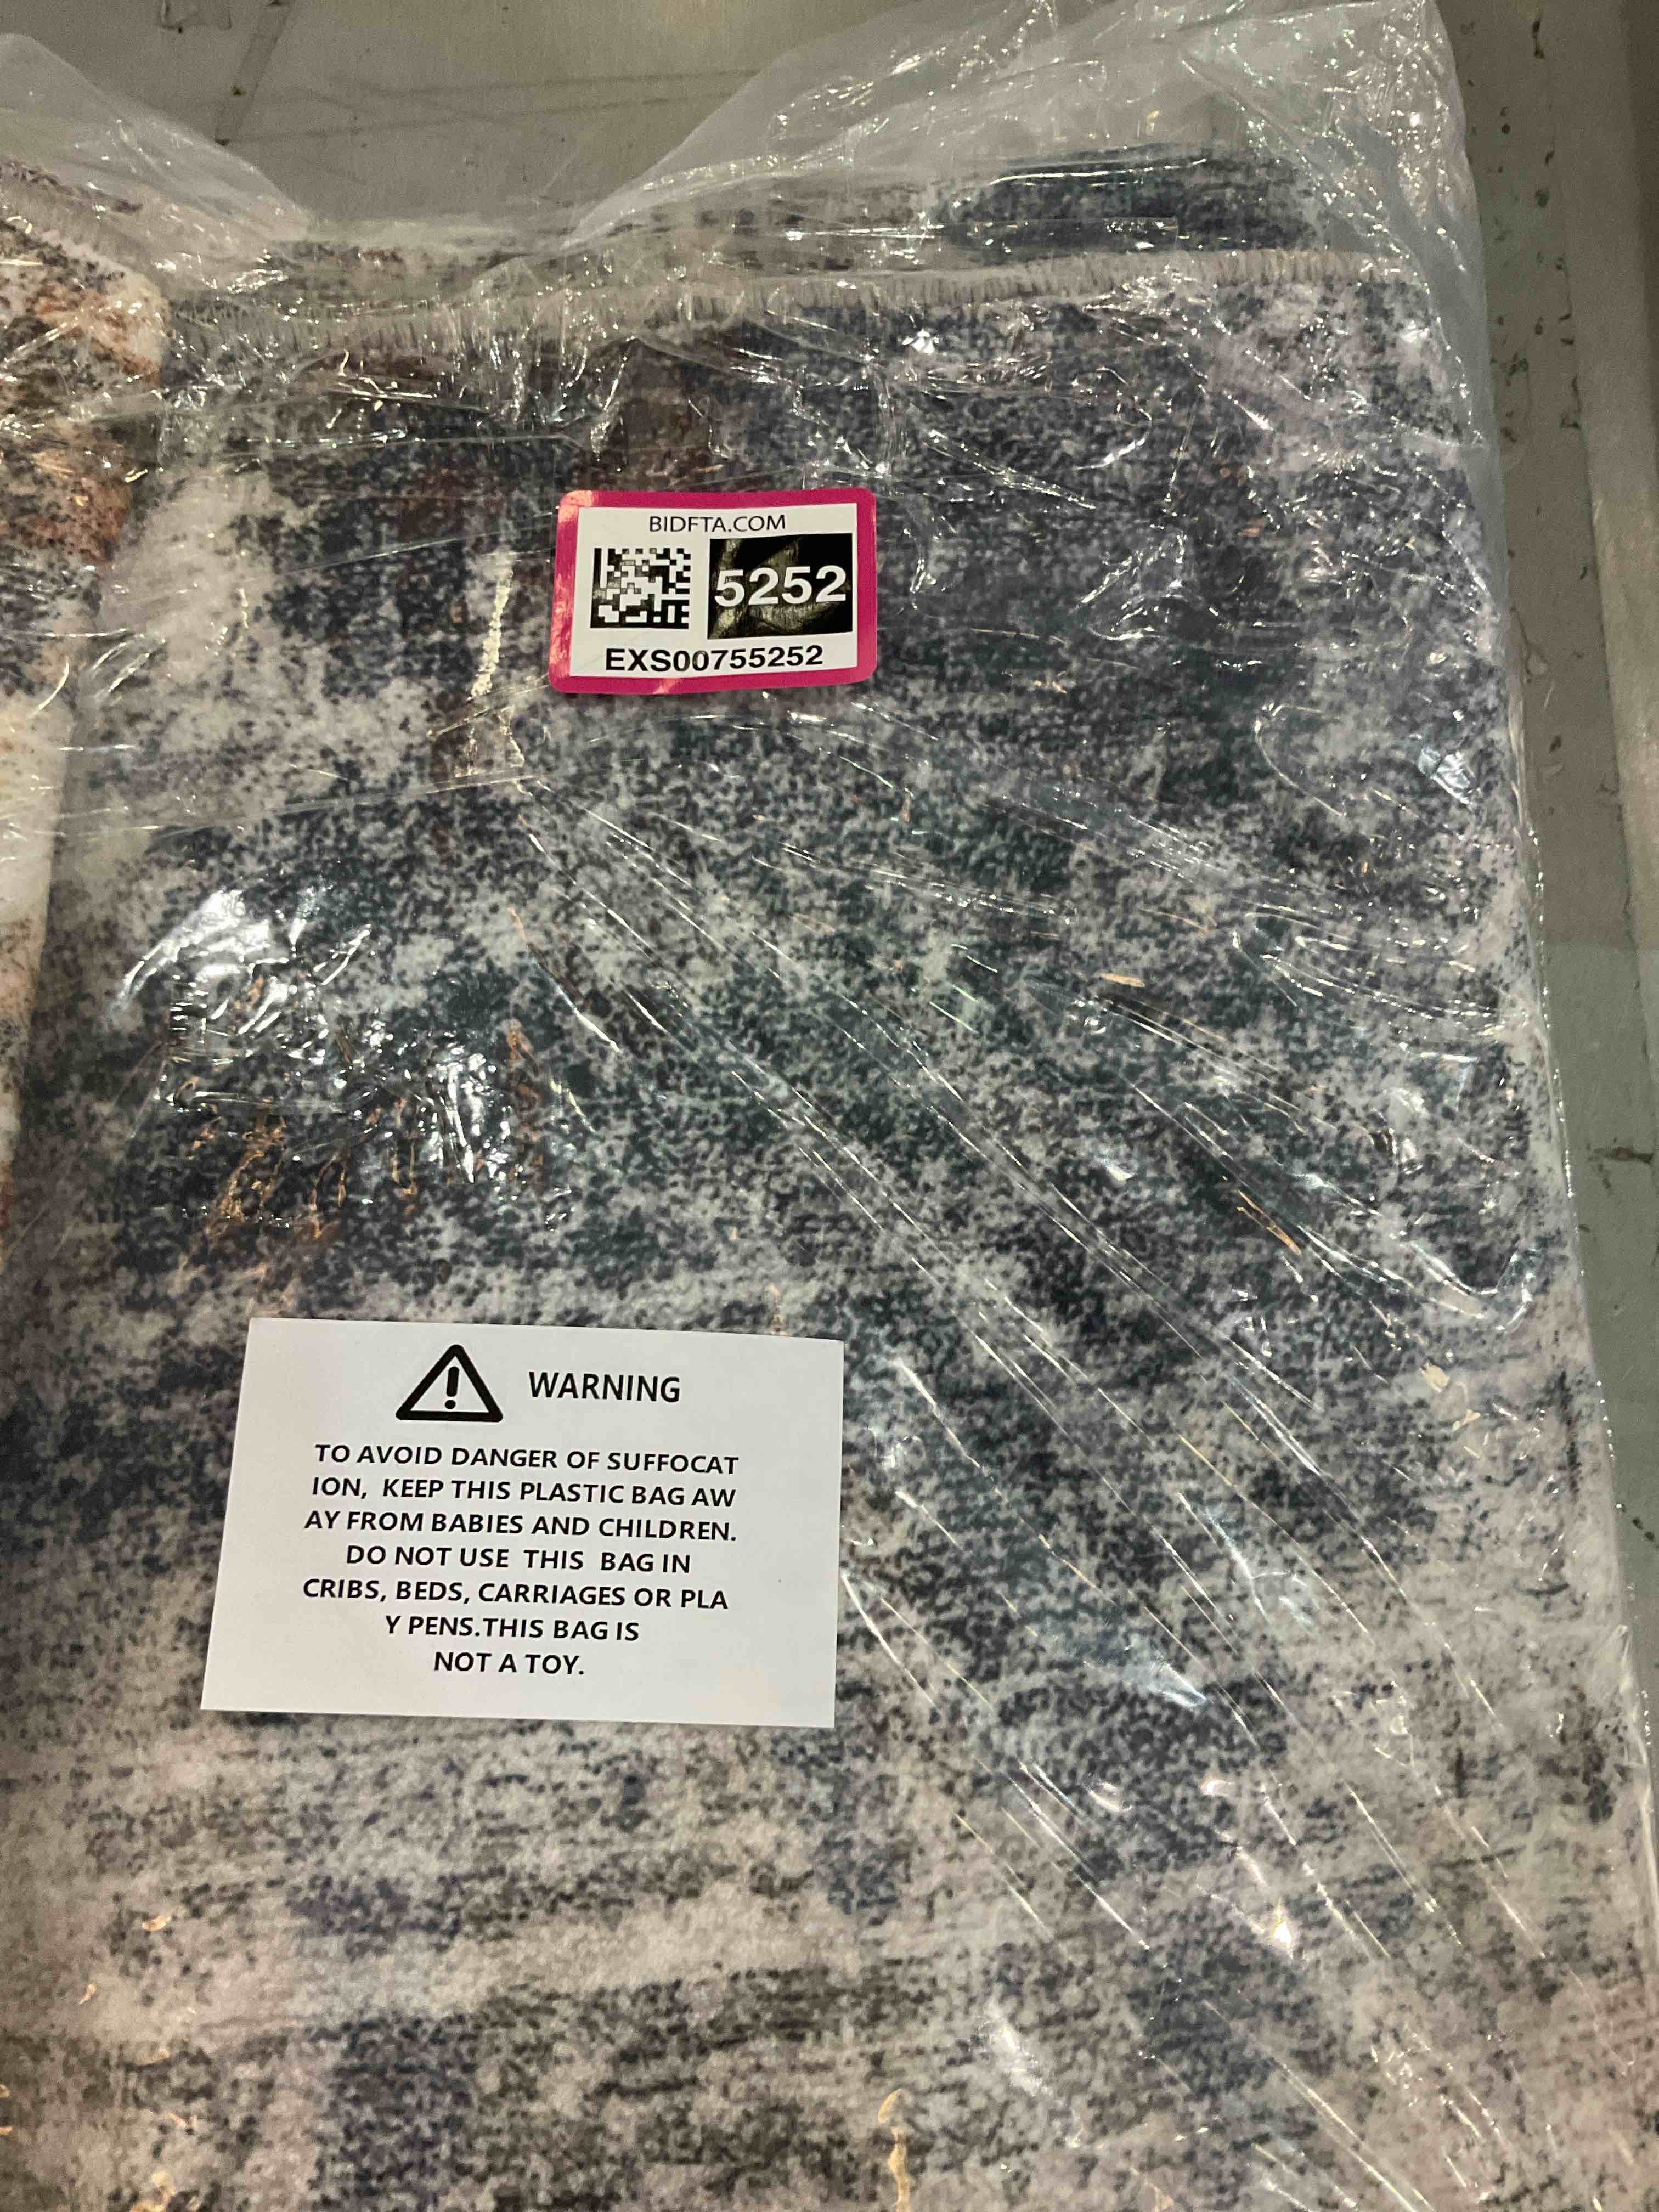 BIDFTA.COM
5252
EXS00755252
WARNING
TO AVOID DANGER OF SUFFOCAT
ION, KEEP THIS PLASTIC BAG AW
AY FROM BABIES AND CHILDREN.
DO NOT USE THIS BAG IN
CRIBS, BEDS, CARRIAGES OR PLA
Y PENS.THIS BAG IS
NOT A TOY.